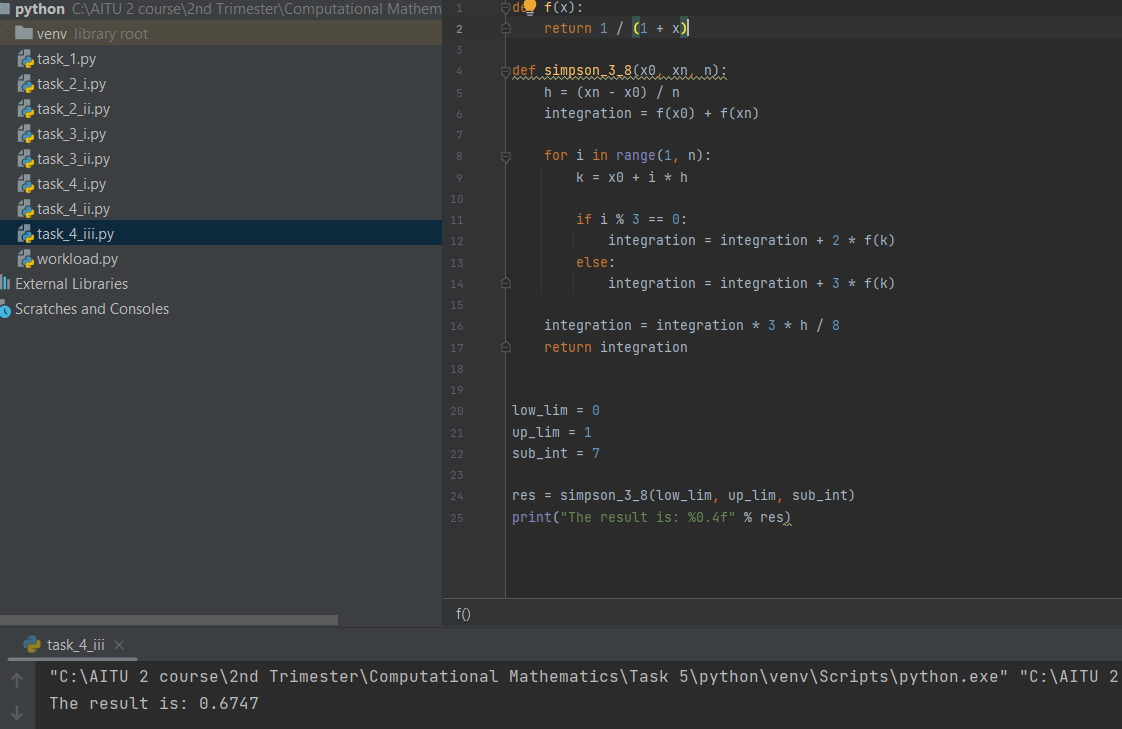 python C:\AITU 2 course\2nd Trimester\Computational Mathem
venv library root
task_1.py
task_2_i.py
task_2_ii.py
task_3_i.py
task_3_ii.py
task_4_i.py
task_4_ii.py
task_4_iii.py
workload.py
External Libraries
Scratches and Consoles
1 def f(x):
2 return 1 / (1 + x)
3
4 def simpson_3_8(x0, xn, n):
5 h = (xn - x0) / n
6 integration = f(x0) + f(xn)
7
8 for i in range(1, n):
9 k = x0 + i * h
10
11 if i % 3 == 0:
12 integration = integration + 2 * f(k)
13 else:
14 integration = integration + 3 * f(k)
15
16 integration = integration * 3 * h / 8
17 return integration
18
19
20 low_lim = 0
21 up_lim = 1
22 sub_int = 7
23
24 res = simpson_3_8(low_lim, up_lim, sub_int)
25 print("The result is: %0.4f" % res)
f()
task_4_iii
"C:\AITU 2 course\2nd Trimester\Computational Mathematics\Task 5\python\venv\Scripts\python.exe" "C:\AITU 2
The result is: 0.6747